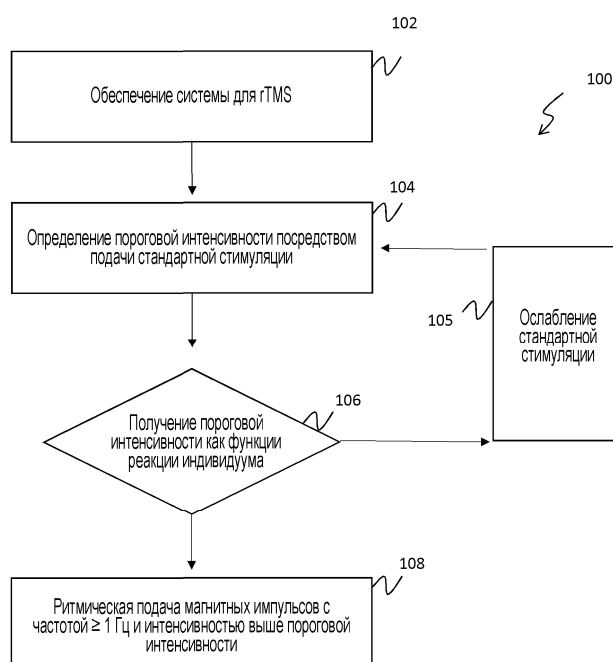 102
Обеспечение системы для rTMS
100
104
Определение пороговой интенсивности посредством
подачи стандартной стимуляции
105
Ослабление
стандартной
стимуляции
106
Получение пороговой
интенсивности как функции
реакции индивидуума
108
Ритмическая подача магнитных импульсов с
частотой ≥ 1 Гц и интенсивностью выше пороговой
интенсивности